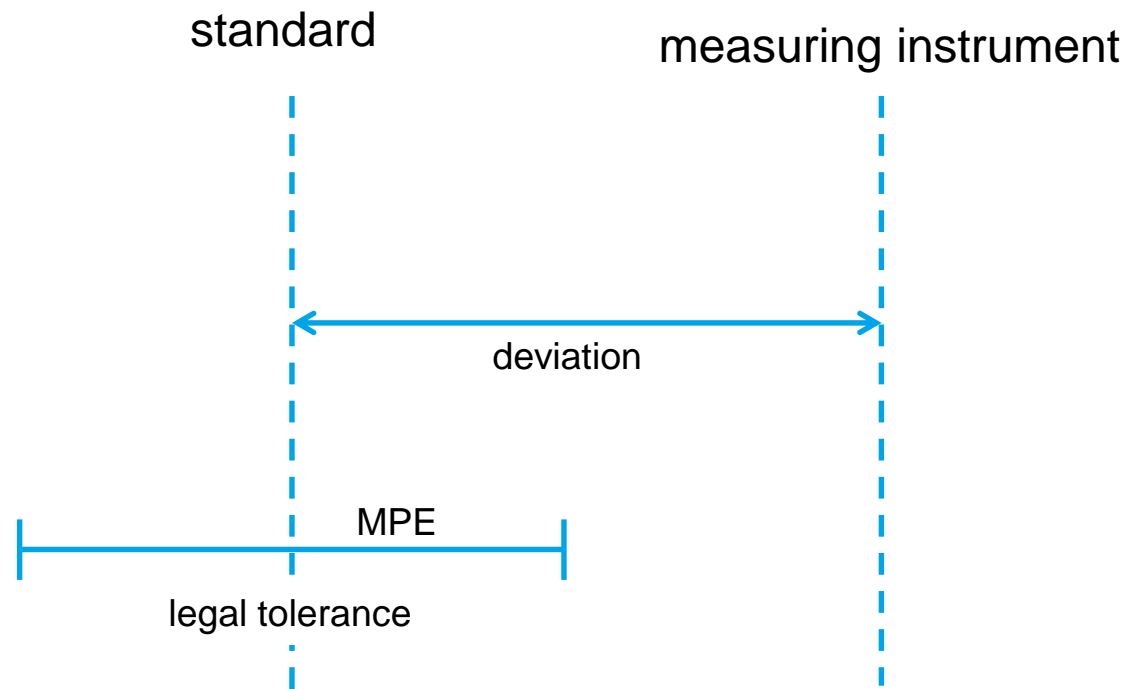 standard
measuring instrument
deviation
MPE
legal tolerance